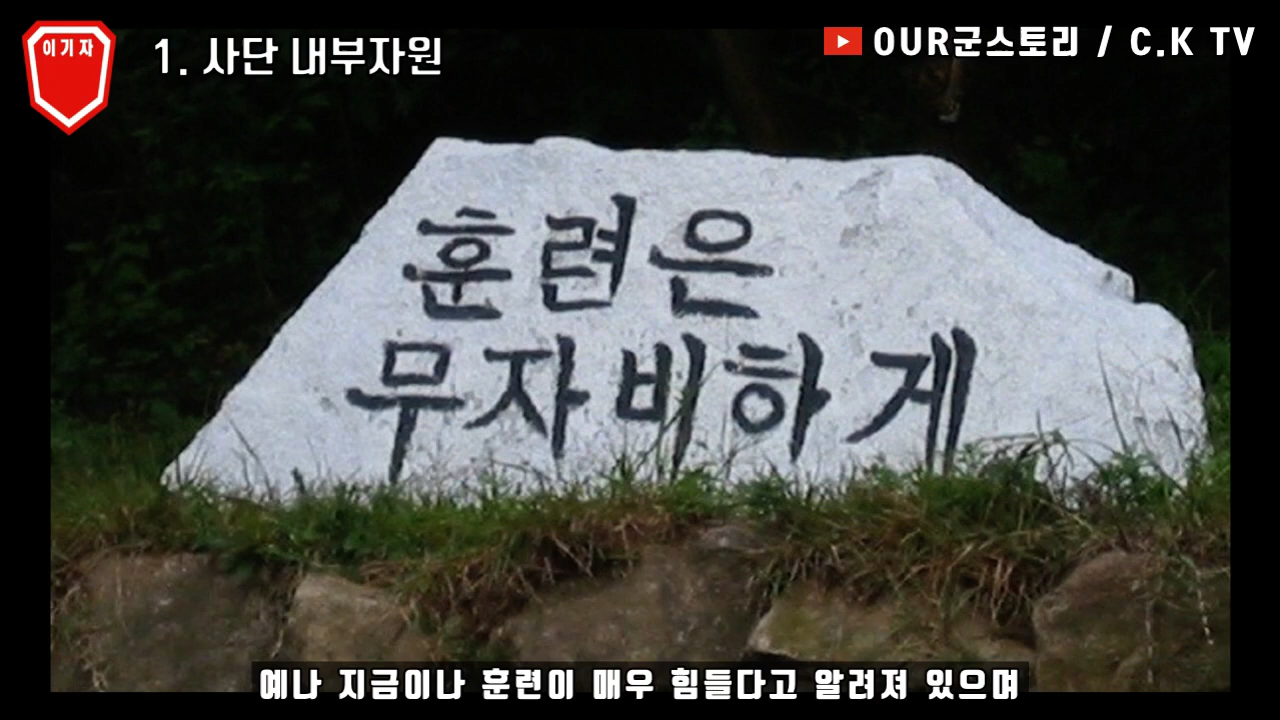 이기자
1. 사단 내부자원
OUR군스토리 / C.K TV
훈련은
무자비하게
예나 지금이나 훈련이 매우 힘들다고 알려져 있으며